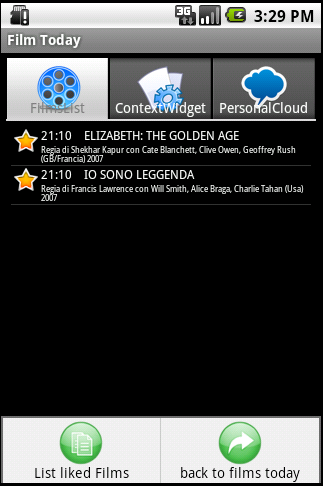 3G 3:29 PM
Film Today
FilmsList ContextWidget PersonalCloud
21:10 ELIZABETH: THE GOLDEN AGE
Regia di Shekhar Kapur con Cate Blanchett, Clive Owen, Geoffrey Rush
(GB/Francia) 2007
21:10 IO SONO LEGGENDA
Regia di Francis Lawrence con Will Smith, Alice Braga, Charlie Tahan (Usa)
2007
List liked Films back to films today